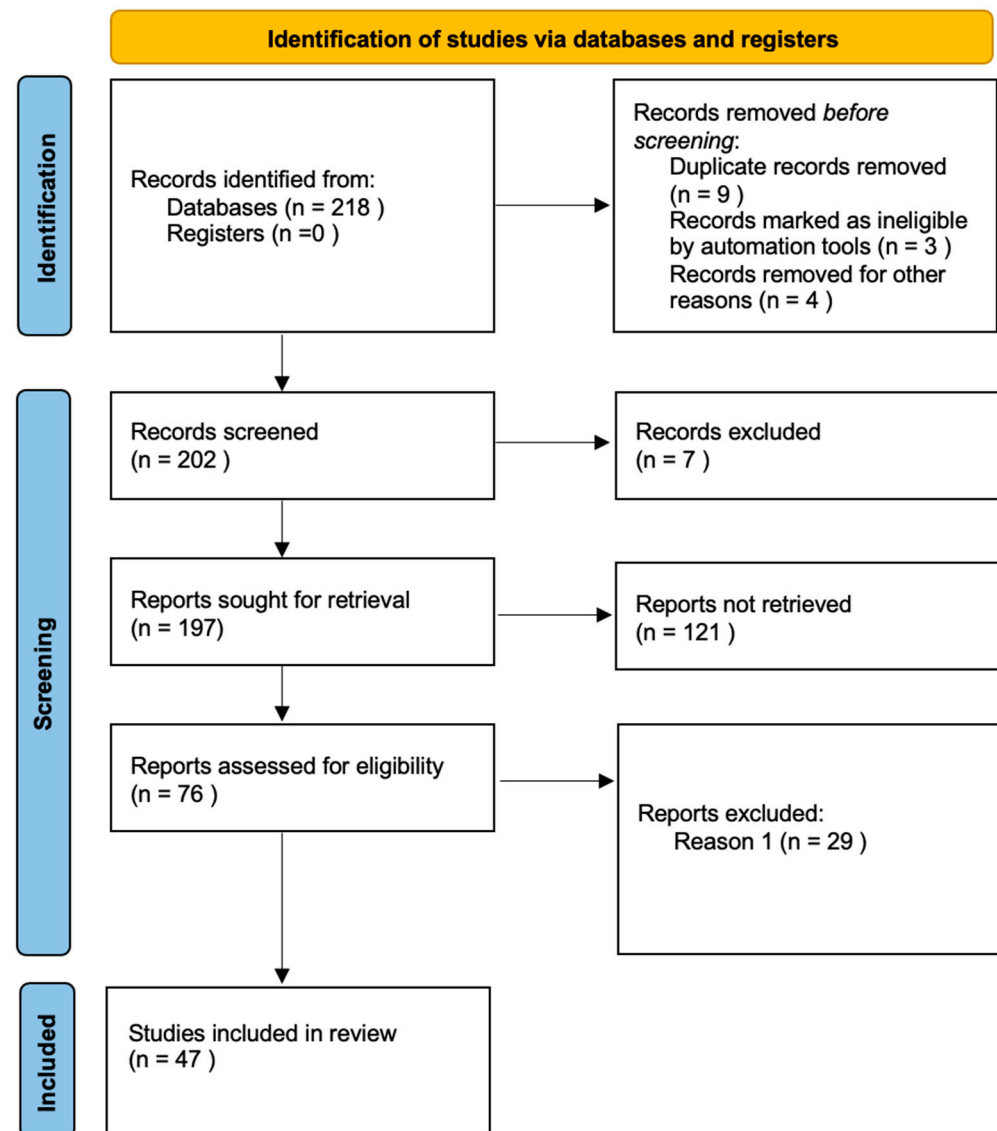 Identification of studies via databases and registers
Identification
Records identified from:
Databases (n = 218 )
Registers (n =0 )
Records removed before
screening:
Duplicate records removed
(n = 9 )
Records marked as ineligible
by automation tools (n = 3 )
Records removed for other
reasons (n = 4 )
Screening
Records screened
(n = 202 )
Records excluded
(n = 7 )
Reports sought for retrieval
(n = 197)
Reports not retrieved
(n = 121 )
Reports assessed for eligibility
(n = 76 )
Reports excluded:
Reason 1 (n = 29 )
Included
Studies included in review
(n = 47 )